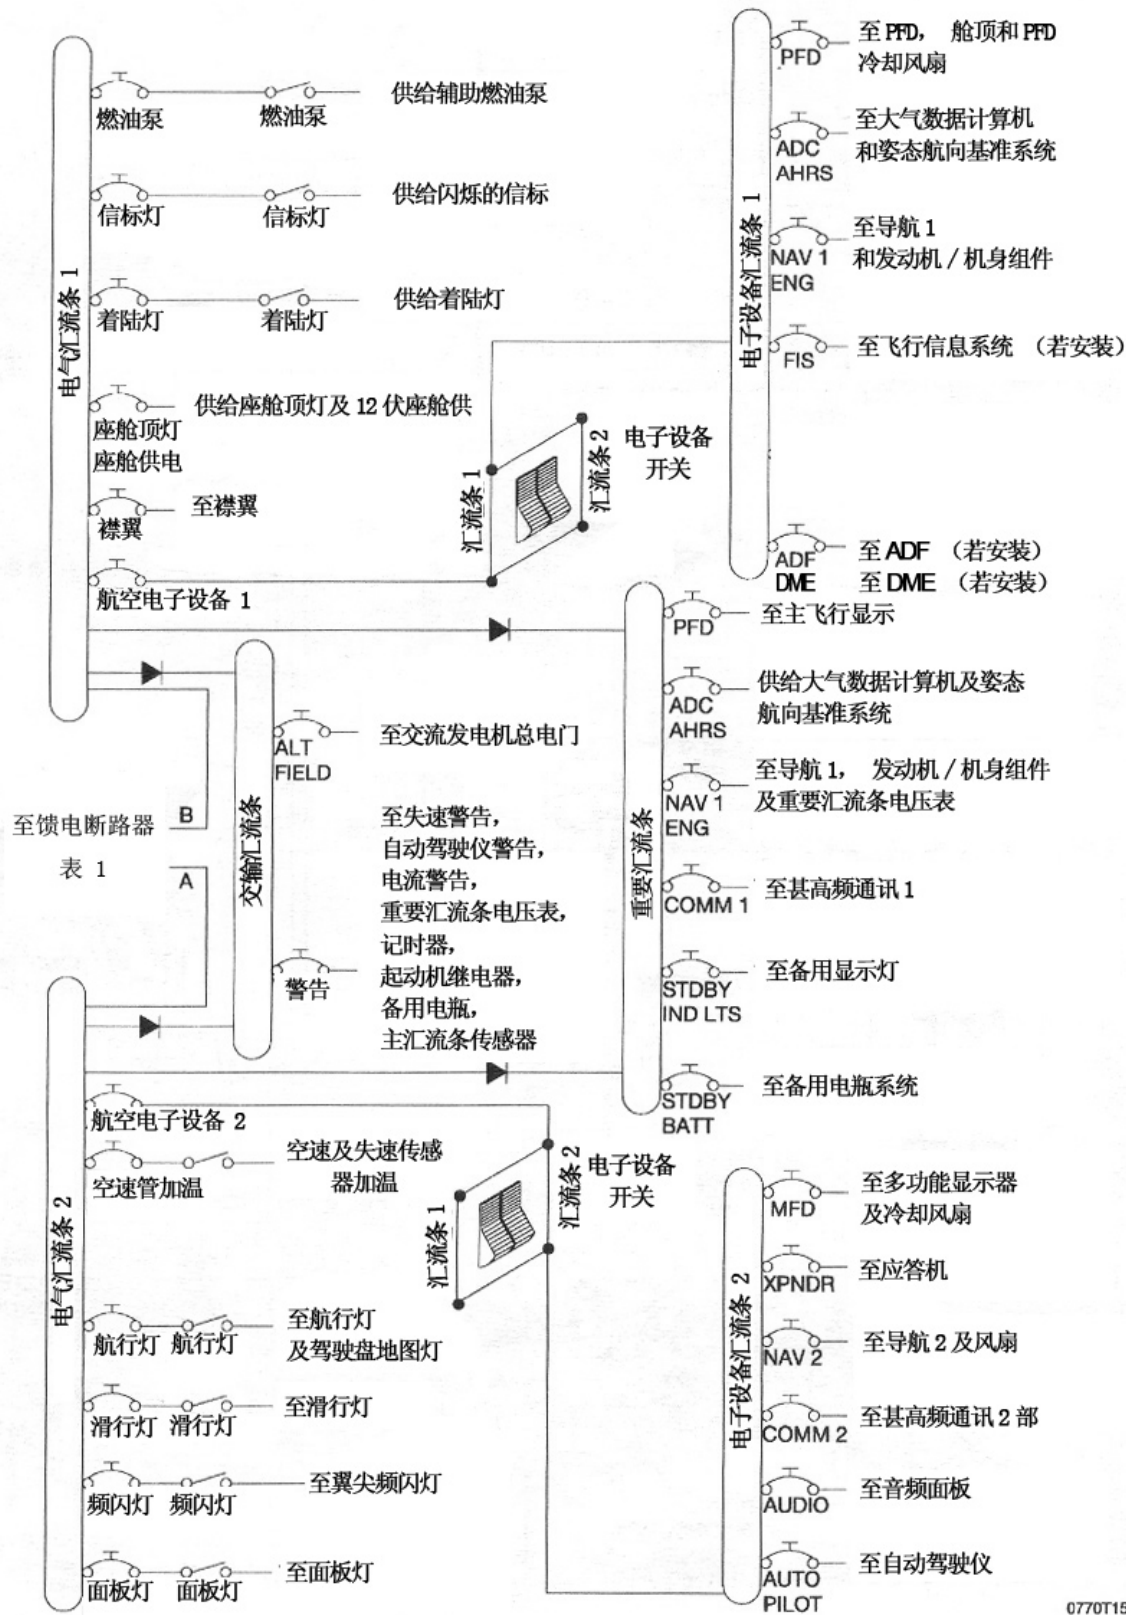 电气汇流条 1
燃油泵
燃油泵
供给辅助燃油泵
信标灯
信标灯
供给闪烁的信标
着陆灯
着陆灯
供给着陆灯
座舱顶灯
座舱供电
供给座舱顶灯及 12 伏座舱供
襟翼
至襟翼
航空电子设备 1
汇流条 1
汇流条 2
电子设备
开关
电子设备汇流条 1
PFD
至 PFD， 舱顶和 PFD
冷却风扇
ADC
AHRS
至大气数据计算机
和姿态航向基准系统
NAV 1
ENG
至导航 1
和发动机 / 机身组件
FIS
至飞行信息系统 （若安装）
ADF
DME
至 ADF （若安装）
至 DME （若安装）
交输汇流条
ALT
FIELD
至交流发电机总电门
警告
至失速警告，
自动驾驶仪警告，
电流警告，
重要汇流条电压表，
记时器，
起动机继电器，
备用电瓶，
主汇流条传感器
至馈电断路器
表 1
B
A
重要汇流条
PFD
至主飞行显示
ADC
AHRS
供给大气数据计算机及姿态
航向基准系统
NAV 1
ENG
至导航 1， 发动机 / 机身组件
及重要汇流条电压表
COMM 1
至甚高频通讯 1
STDBY
IND LTS
至备用显示灯
STDBY
BATT
至备用电瓶系统
电气汇流条 2
航空电子设备 2
空速管加温
空速及失速传感
器加温
汇流条 1
汇流条 2
电子设备
开关
航行灯
航行灯
至航行灯
及驾驶盘地图灯
滑行灯
滑行灯
至滑行灯
频闪灯
频闪灯
至翼尖频闪灯
面板灯
面板灯
至面板灯
电子设备汇流条 2
MFD
至多功能显示器
及冷却风扇
XPNDR
至应答机
NAV 2
至导航 2 及风扇
COMM 2
至甚高频通讯 2 部
AUDIO
至音频面板
AUTO
PILOT
至自动驾驶仪
0770T15